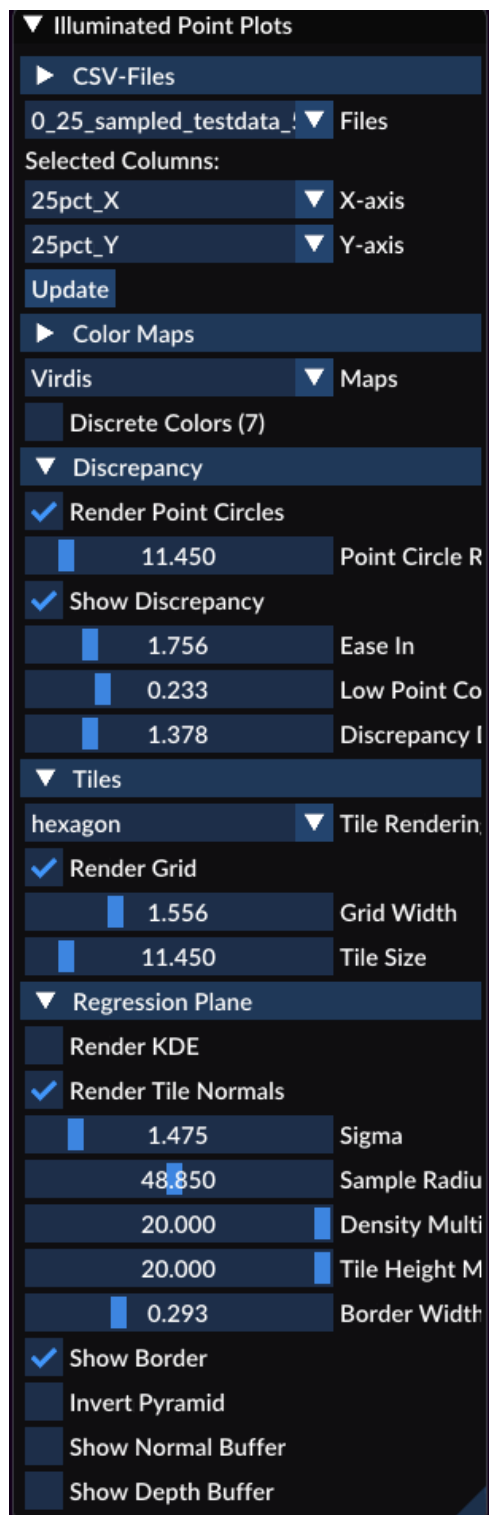 Illuminated Point Plots
CSV-Files
0_25_sampled_testdata_ Files
Selected Columns:
25pct_X X-axis
25pct_Y Y-axis
Update
Color Maps
Virdis Maps
Discrete Colors (7)
Discrepancy
Render Point Circles
11.450 Point Circle R
Show Discrepancy
1.756 Ease In
0.233 Low Point Co
1.378 Discrepancy
Tiles
hexagon Tile Renderin
Render Grid
1.556 Grid Width
11.450 Tile Size
Regression Plane
Render KDE
Render Tile Normals
1.475 Sigma
48.850 Sample Radiu
20.000 Density Multi
20.000 Tile Height M
0.293 Border Width
Show Border
Invert Pyramid
Show Normal Buffer
Show Depth Buffer